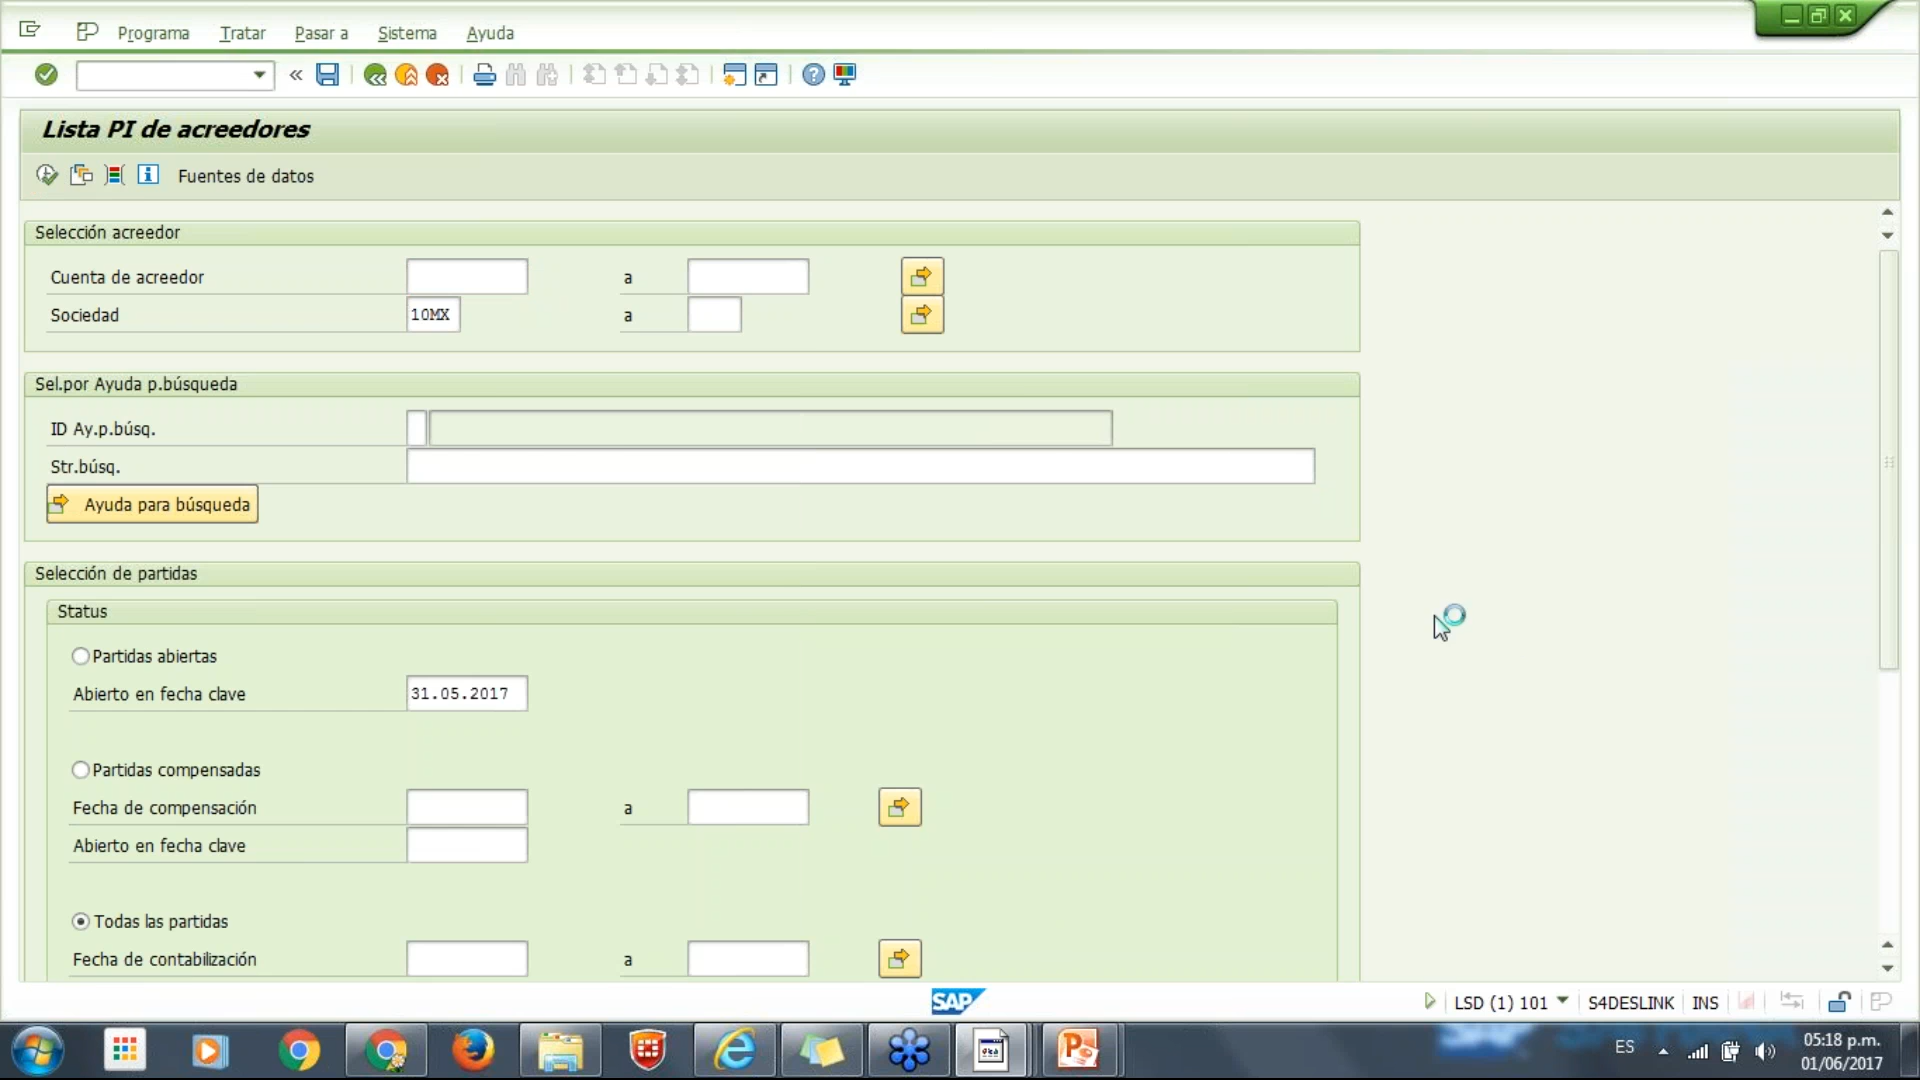 Programa Tratar Pasar a Sistema Ayuda
Lista PI de acreedores
Fuentes de datos
Selección acreedor
Cuenta de acreedor a
Sociedad 10MX a
Sel.por Ayuda p.búsqueda
ID Ay.p.búsq.
Str.búsq.
Ayuda para búsqueda
Selección de partidas
Status
Partidas abiertas
Abierto en fecha clave 31.05.2017
Partidas compensadas
Fecha de compensación a
Abierto en fecha clave
Todas las partidas
Fecha de contabilización a
SAP LSD (1) 101 S4DESLINK INS
ES 05:18 p.m.
01/06/2017